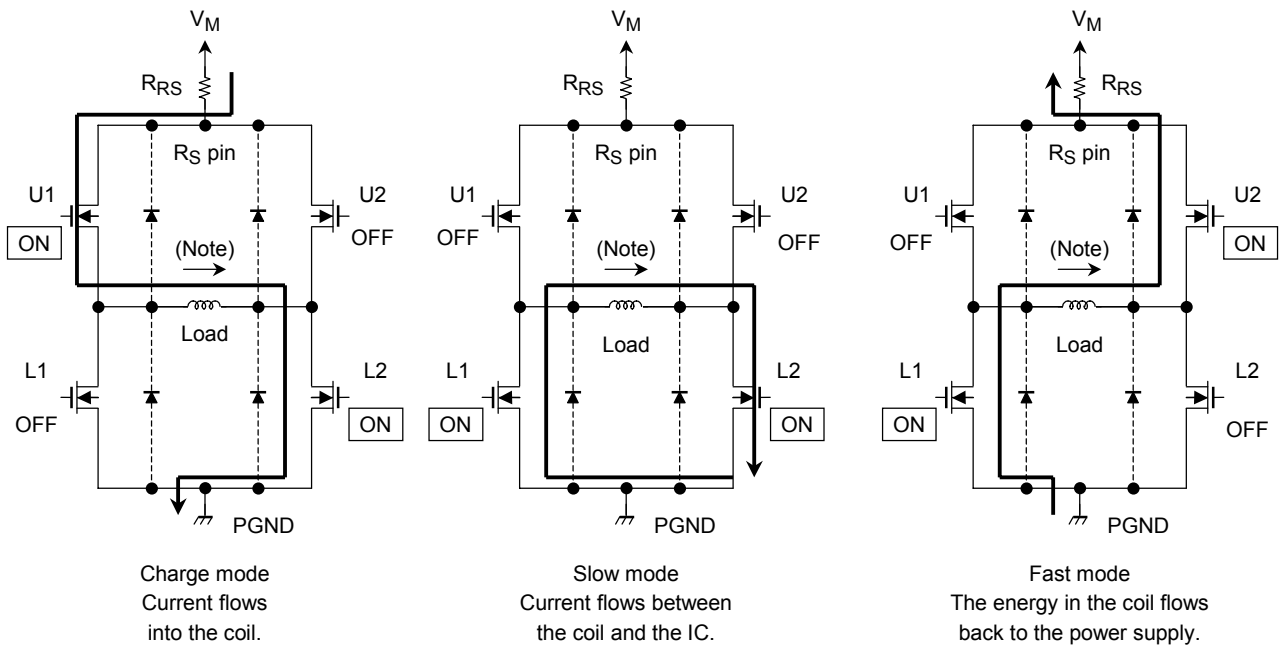 VM
RRS
RS pin
U1
ON
U2
OFF
(Note)
Load
L1
OFF
L2
ON
PGND
Charge mode
Current flows
into the coil.
VM
RRS
RS pin
U1
OFF
U2
OFF
(Note)
Load
L1
ON
L2
ON
PGND
Slow mode
Current flows between
the coil and the IC.
VM
RRS
RS pin
U1
OFF
U2
ON
(Note)
Load
L1
ON
L2
OFF
PGND
Fast mode
The energy in the coil flows
back to the power supply.